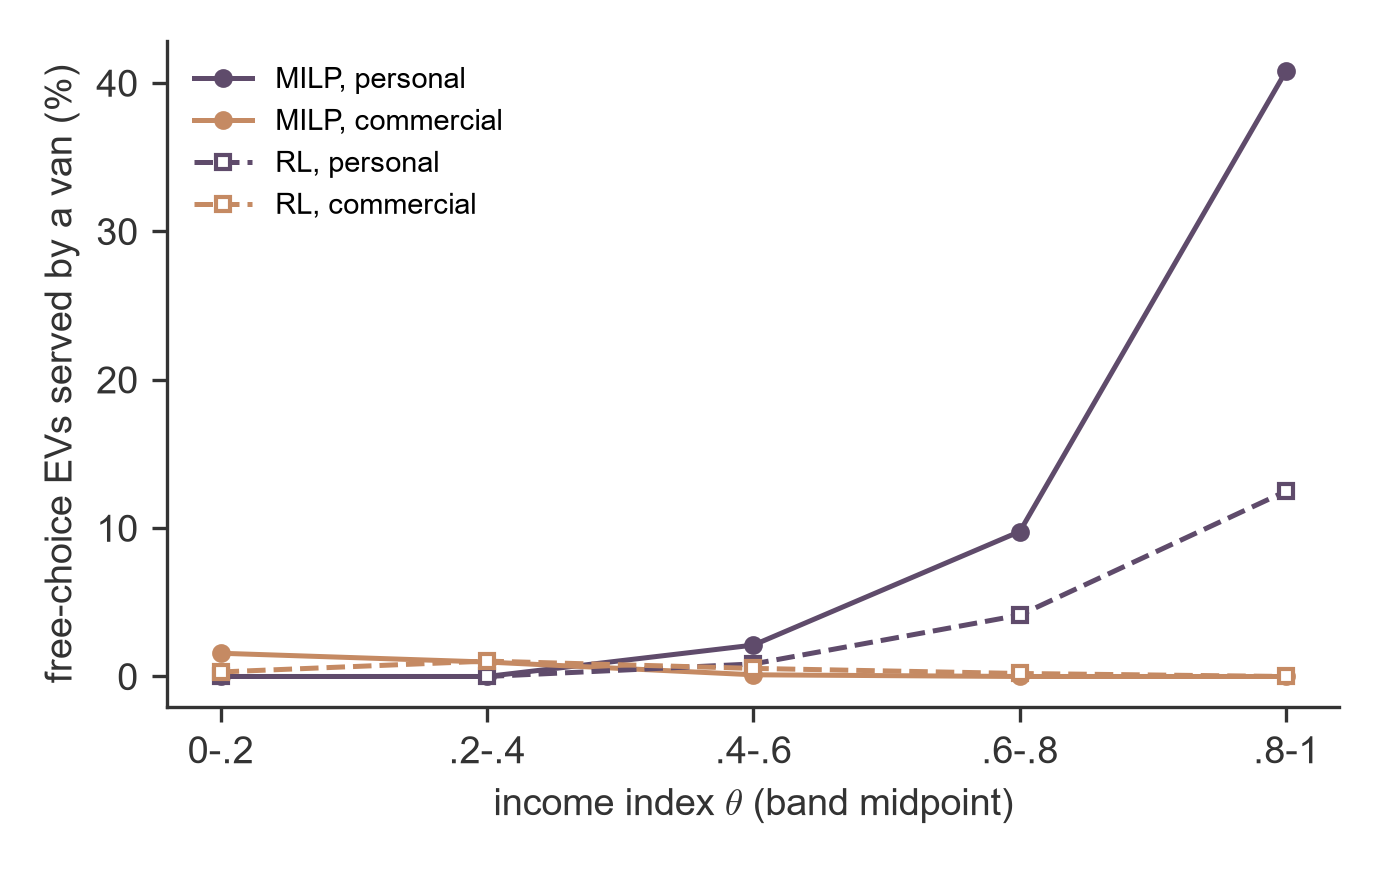 free-choice EVs served by a van (%)
40
30
20
10
0
MILP, personal
MILP, commercial
RL, personal
RL, commercial
0-.2
.2-.4
.4-.6
.6-.8
.8-1
income index θ (band midpoint)